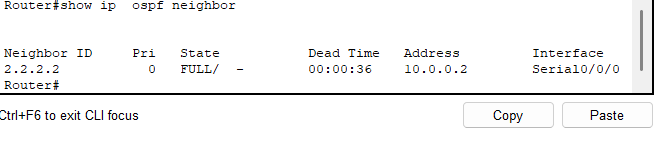 Router#show ip  ospf neighbor
Neighbor ID     Pri   State           Dead Time   Address         Interface
2.2.2.2           0   FULL/  -        00:00:36    10.0.0.2        Serial0/0/0
Router#
Ctrl+F6 to exit CLI focus
Copy
Paste